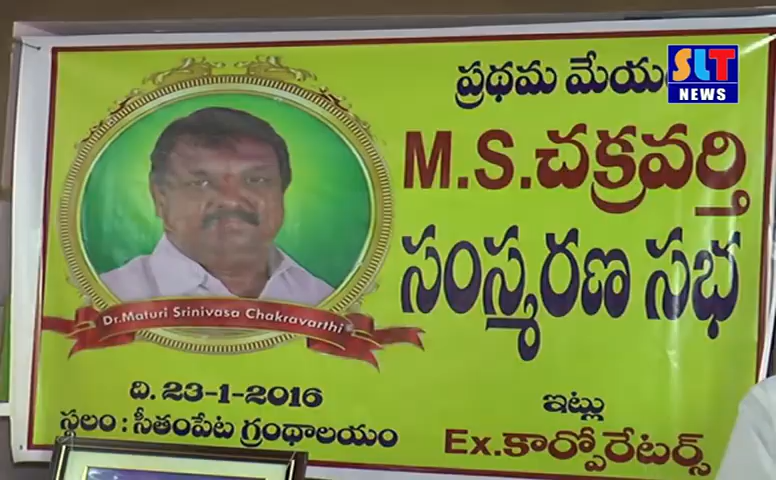 SLT
NEWS
ప్రథమ
M.S.చక్రవర్తి
సంస్మరణ సభ
Dr.Maturi Srinivasa Chakravarthi
ది. 23-1-2016
స్థలం : సీతంపేట గ్రంథాలయం
ఇట్లు
Ex.కార్పోరేటర్స్